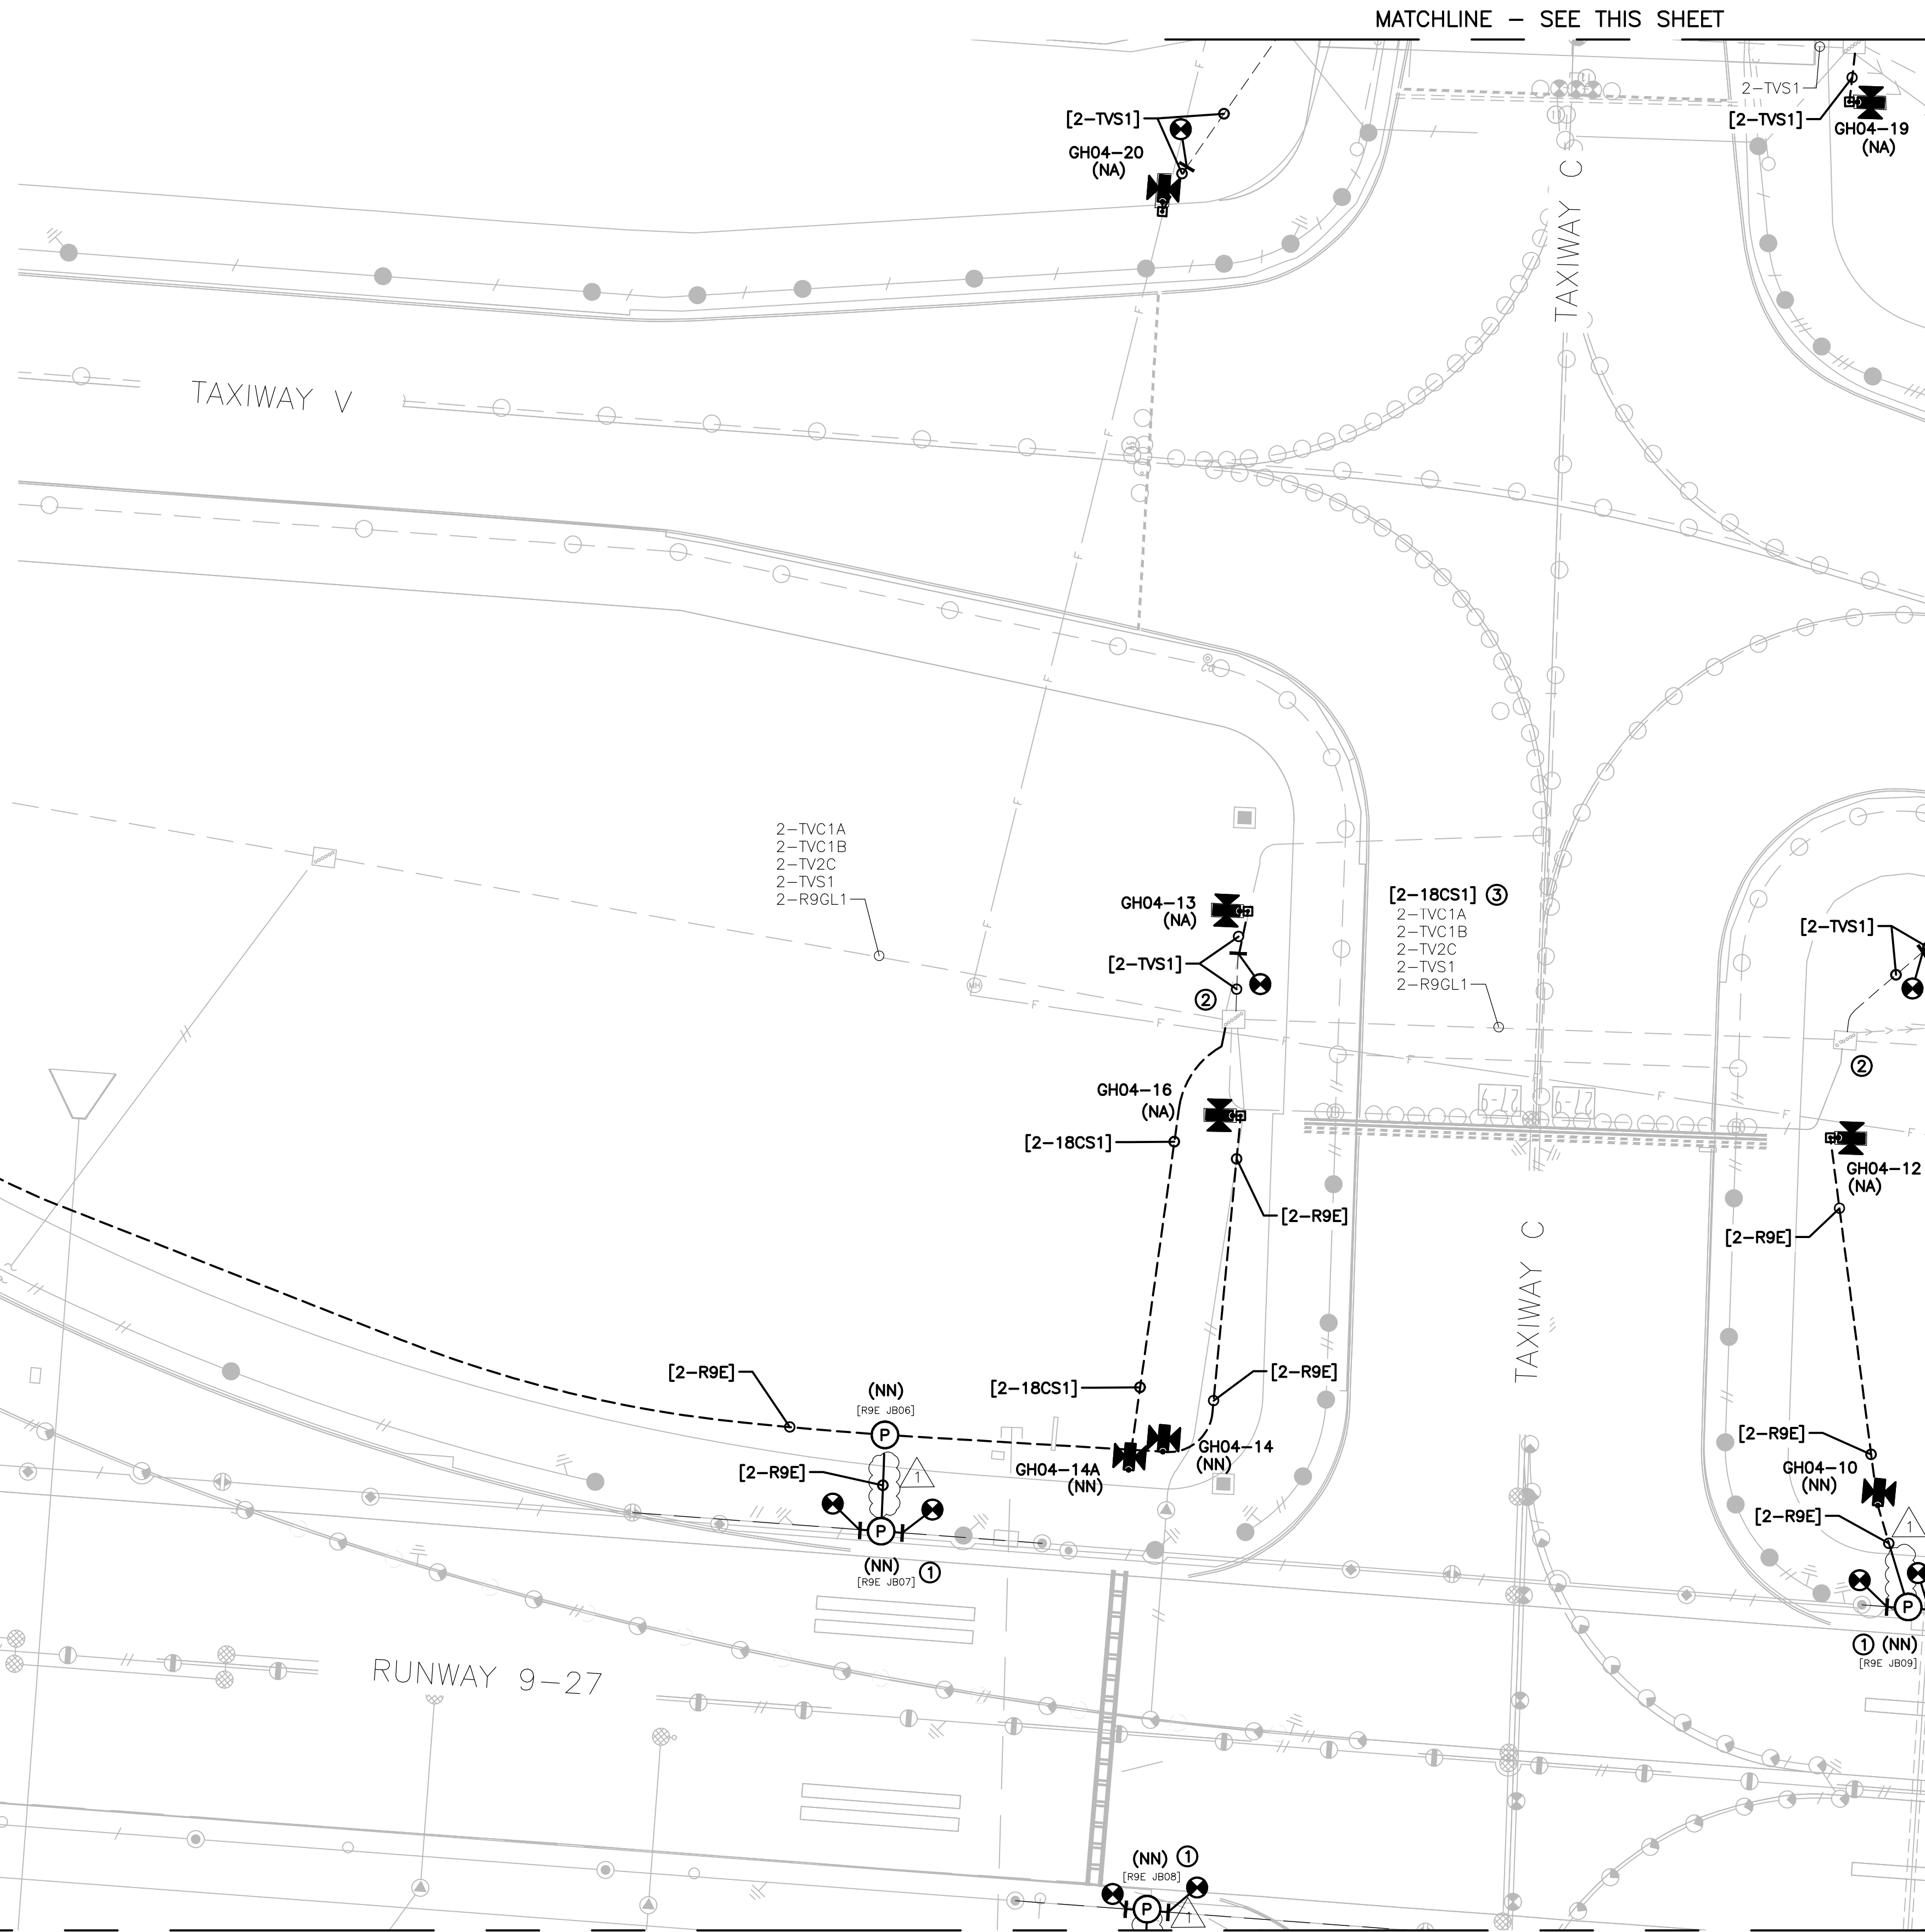 MATCHLINE – SEE THIS SHEET
2-TVS1
[2-TVS1]
[2-TVS1]
GH04-19
(NA)
GH04-20
(NA)
TAXIWAY C
TAXIWAY V
2-TVC1A
2-TVC1B
2-TV2C
2-TVS1
2-R9GL1
GH04-13
(NA)
[2-TVS1]
2
[2-18CS1] 3
2-TVC1A
2-TVC1B
2-TV2C
2-TVS1
2-R9GL1
[2-TVS1]
2
MH
GH04-16
(NA)
[2-18CS1]
[2-R9E]
GH04-12
(NA)
[2-R9E]
TAXIWAY C
[2-R9E]
(NN)
[R9E JB06]
P
[2-18CS1]
[2-R9E]
GH04-14
(NN)
GH04-14A
(NN)
[2-R9E]
1
P
(NN) 1
[R9E JB07]
[2-R9E]
GH04-10
(NN)
[2-R9E]
1
P
1 (NN)
[R9E JB09]
RUNWAY 9-27
(NN) 1
[R9E JB08]
P
1